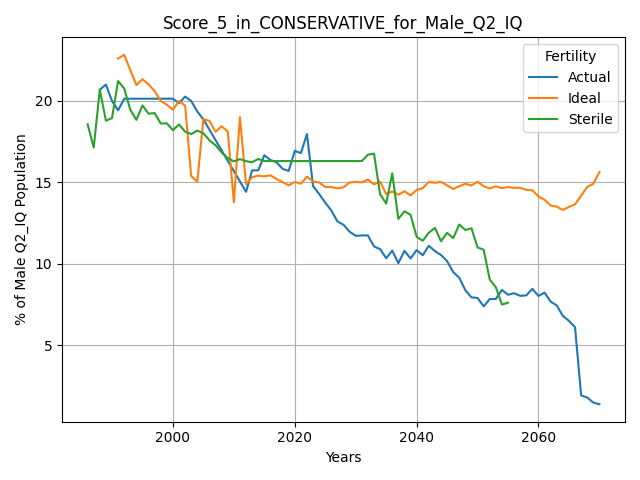 Score_5_in_CONSERVATIVE_for_Male_Q2_IQ
Fertility
Actual
Ideal
Sterile
% of Male Q2_IQ Population
20
15
10
5
2000
2020
2040
2060
Years